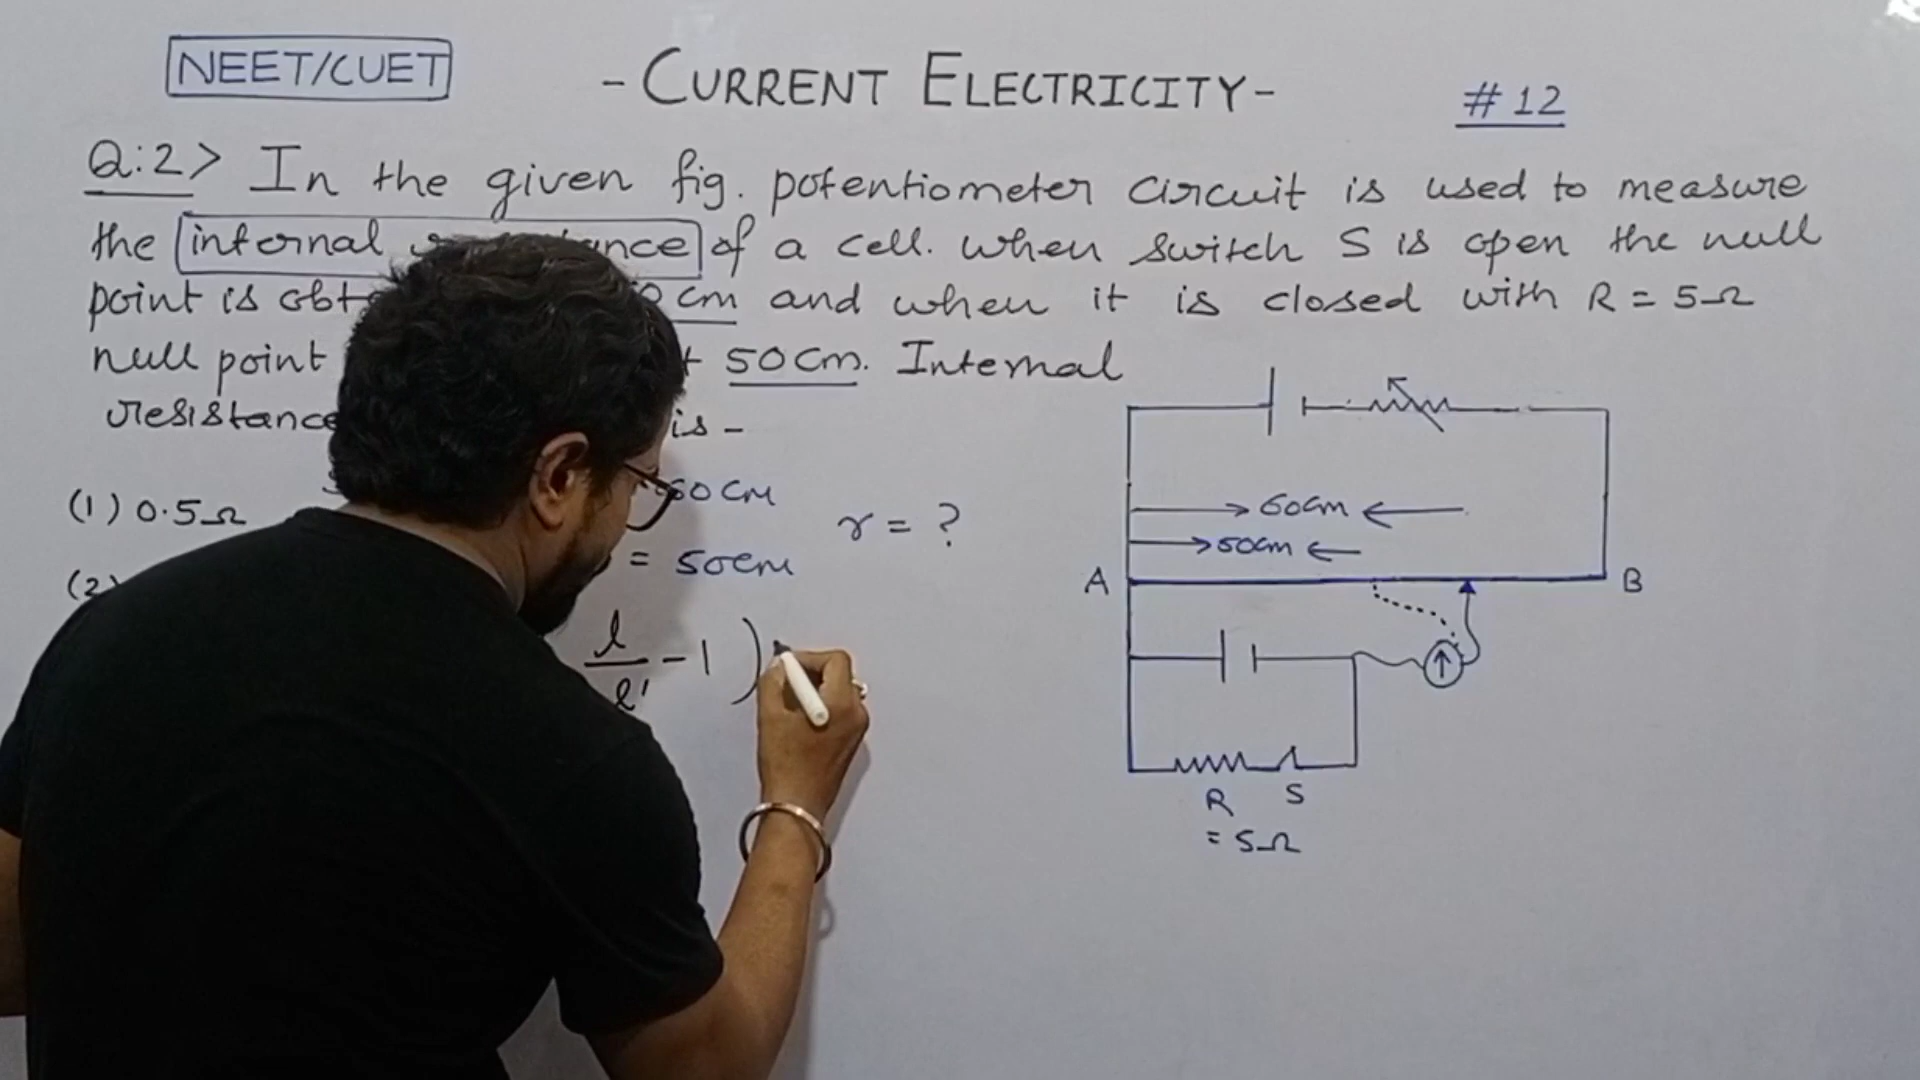 NEET/CUET
- CURRENT ELECTRICITY -
# 12
Q:2> In the given fig. potentiometer circuit is used to measure
the internal of a cell. when switch S is open the null
point is cm and when it is closed with R = 5Ω
null point 50cm. Internal
resistance is -
(1) 0.5Ω
(2)
60cm
= 50cm
r = ?
l/l' - 1 )
60cm
50cm
A
B
R
S
= 5Ω